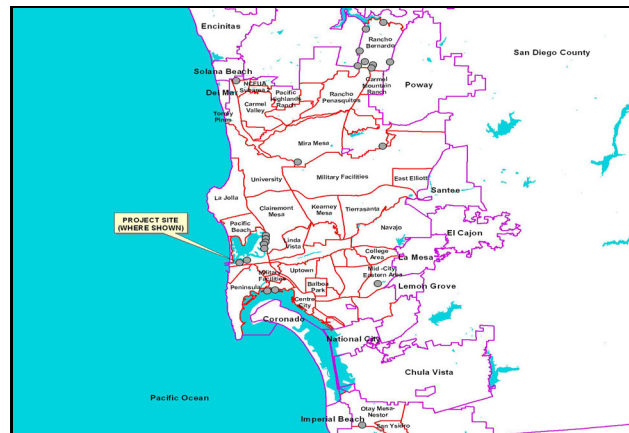 Encinitas
Rancho
Bernardo
San Diego County
Solana Beach
NCFUA
Subarea
Poway
Carmel
Mountain
Ranch
Del Mar
Pacific
Highlands
Ranch
Rancho
Penasquitos
Carmel
Valley
Torrey
Pines
Mira Mesa
University
Military Facilities
East Elliott
Santee
La Jolla
Clairemont
Mesa
Kearney
Mesa
Tierrasanta
PROJECT SITE
(WHERE SHOWN)
Pacific
Beach
Navajo
El Cajon
Linda
Vista
College
Area
La Mesa
Military
Facilities
Uptown
Mid-City
Eastern Area
Peninsula
Balboa
Park
Lemon Grove
Centre
City
Coronado
National City
Chula Vista
Pacific Ocean
Otay Mesa-
Nestor
Imperial Beach
San Ysidro